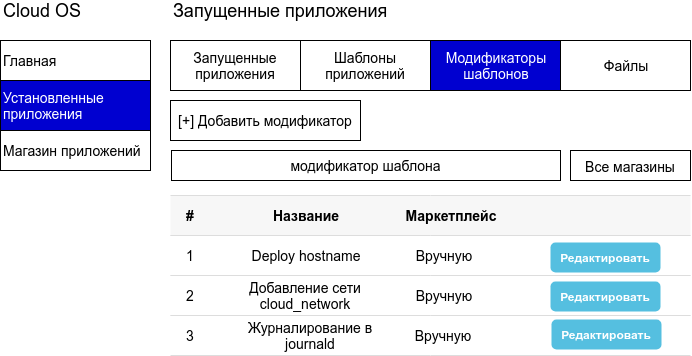 Cloud OS
Запущенные приложения
Главная
Установленные
приложения
Магазин приложений
Запущенные
приложения
Шаблоны
приложений
Модификаторы
шаблонов
Файлы
[+] Добавить модификатор
модификатор шаблона
Все магазины
# Название Маркетплейс
1 Deploy hostname Вручную Редактировать
2 Добавление сети
cloud_network Вручную Редактировать
3 Журналирование в
journald Вручную Редактировать